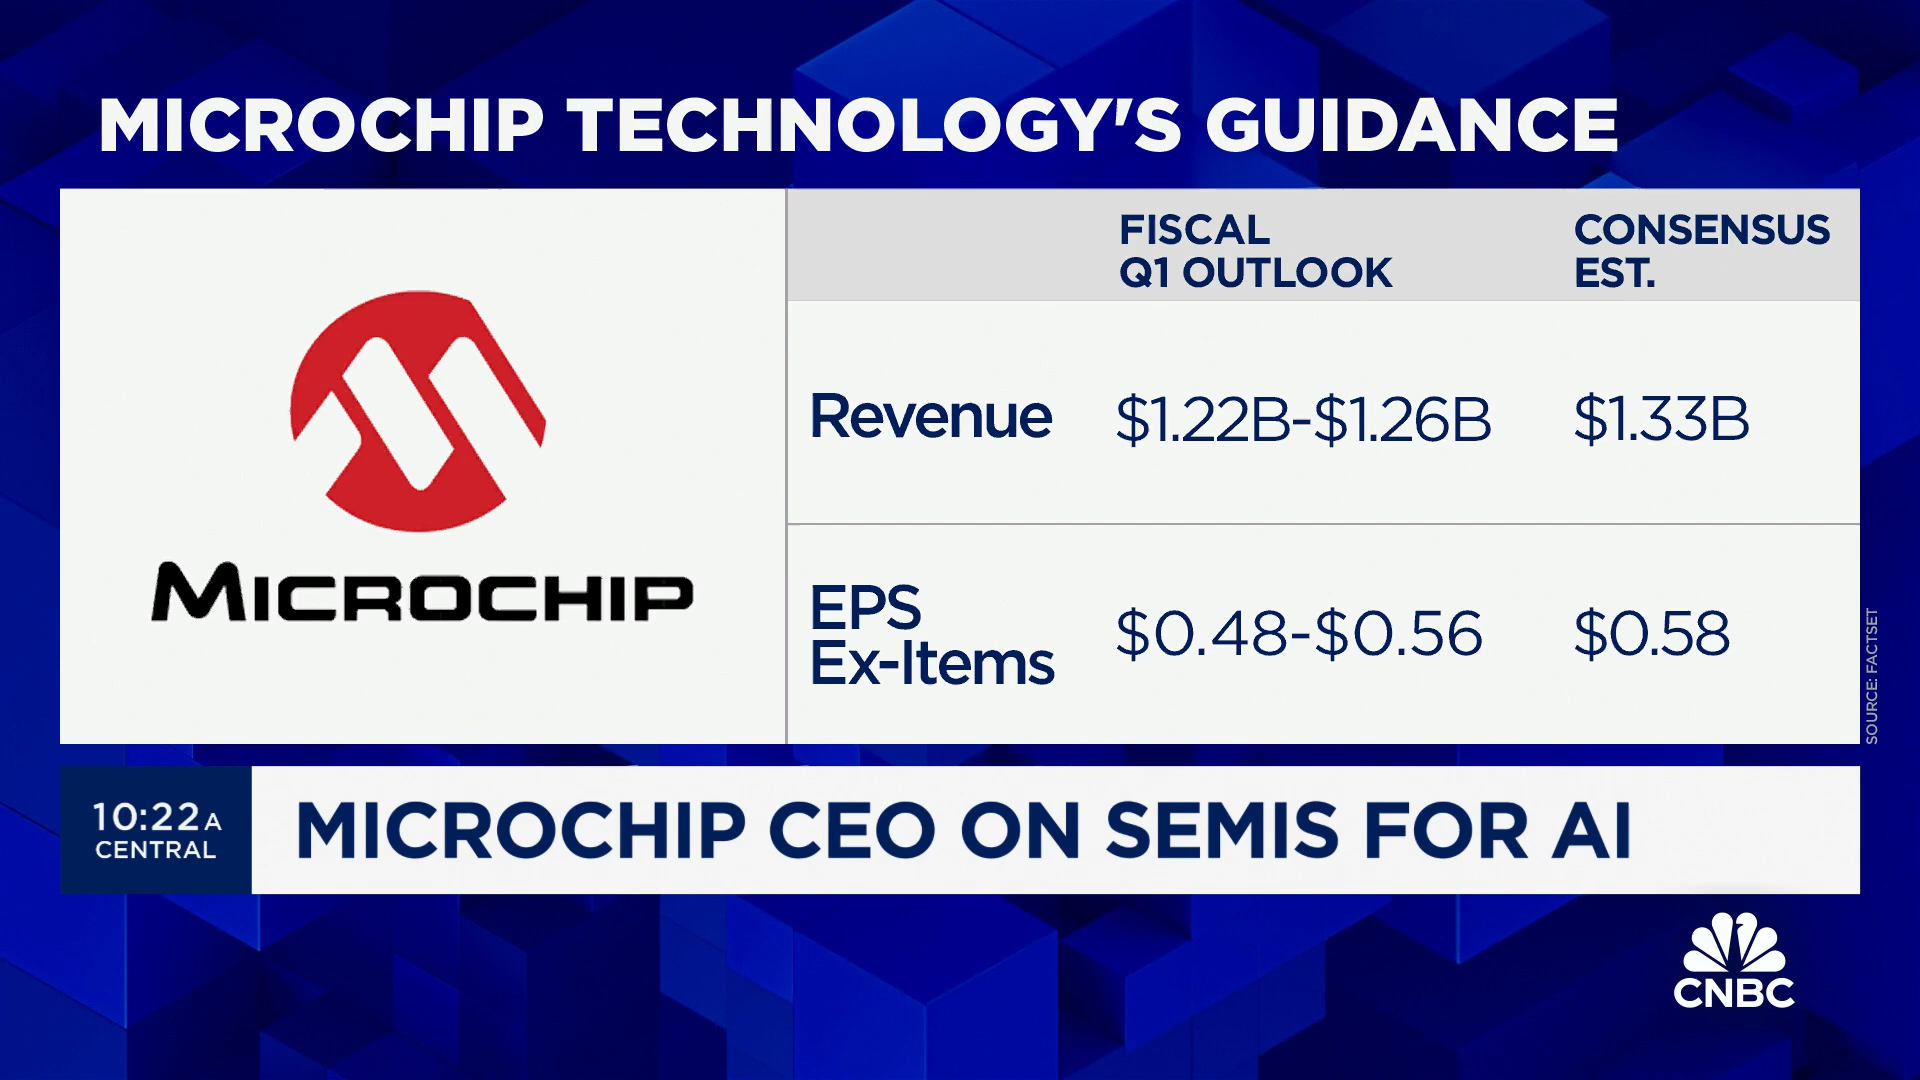 MICROCHIP TECHNOLOGY'S GUIDANCE
FISCAL
Q1 OUTLOOK
CONSENSUS
EST.
Revenue $1.22B-$1.26B $1.33B
EPS
Ex-Items
$0.48-$0.56 $0.58
MICROCHIP
SOURCE: FACTSET
10:22A
CENTRAL
MICROCHIP CEO ON SEMIS FOR AI
CNBC